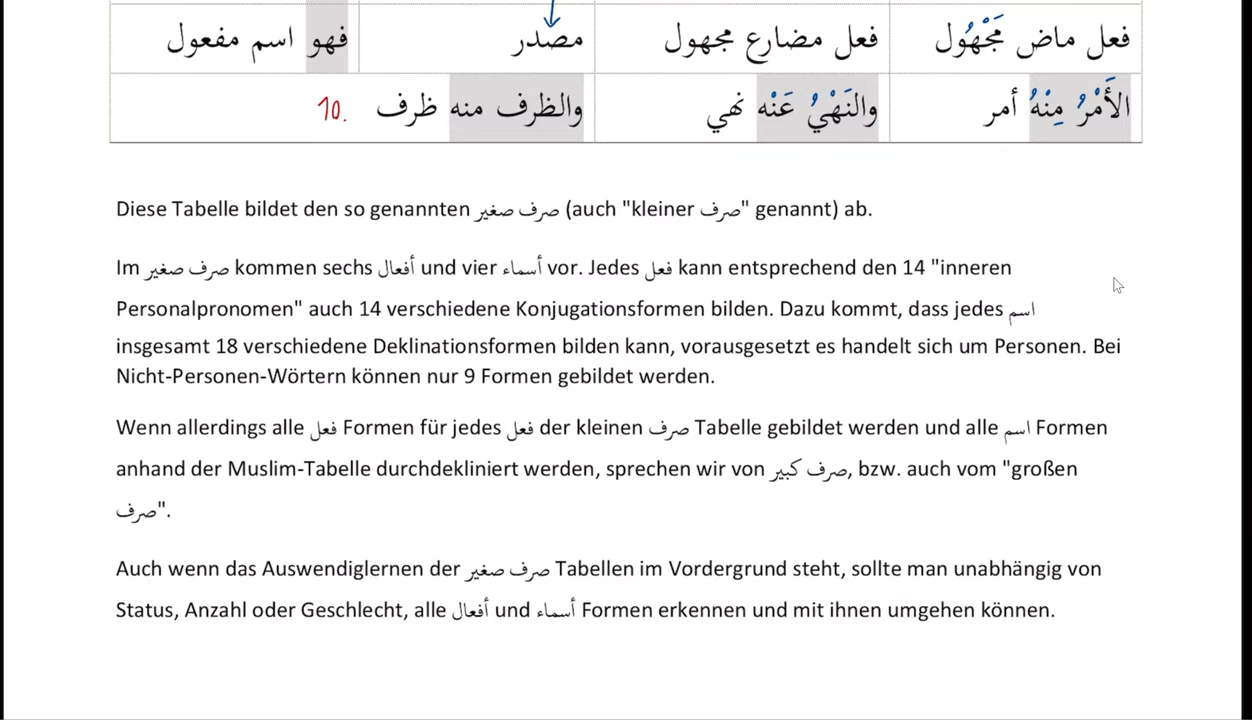 فعل ماض مَجْهُول فعل مضارع مجهول مصدر فهو اسم مفعول
الأَمْرُ مِنْهُ أمر والنَهْيُ عَنْه نهي والظرف منه ظرف 10.
Diese Tabelle bildet den so genannten صرف صغير (auch "kleiner صرف" genannt) ab.
Im صرف صغير kommen sechs أفعال und vier أسماء vor. Jedes فعل kann entsprechend den 14 "inneren
Personalpronomen" auch 14 verschiedene Konjugationsformen bilden. Dazu kommt, dass jedes اسم
insgesamt 18 verschiedene Deklinationsformen bilden kann, vorausgesetzt es handelt sich um Personen. Bei
Nicht-Personen-Wörtern können nur 9 Formen gebildet werden.
Wenn allerdings alle فعل Formen für jedes فعل der kleinen صرف Tabelle gebildet werden und alle اسم Formen
anhand der Muslim-Tabelle durchdekliniert werden, sprechen wir von صرف كبير, bzw. auch vom "großen
صرف".
Auch wenn das Auswendiglernen der صرف صغير Tabellen im Vordergrund steht, sollte man unabhängig von
Status, Anzahl oder Geschlecht, alle أفعال und أسماء Formen erkennen und mit ihnen umgehen können.